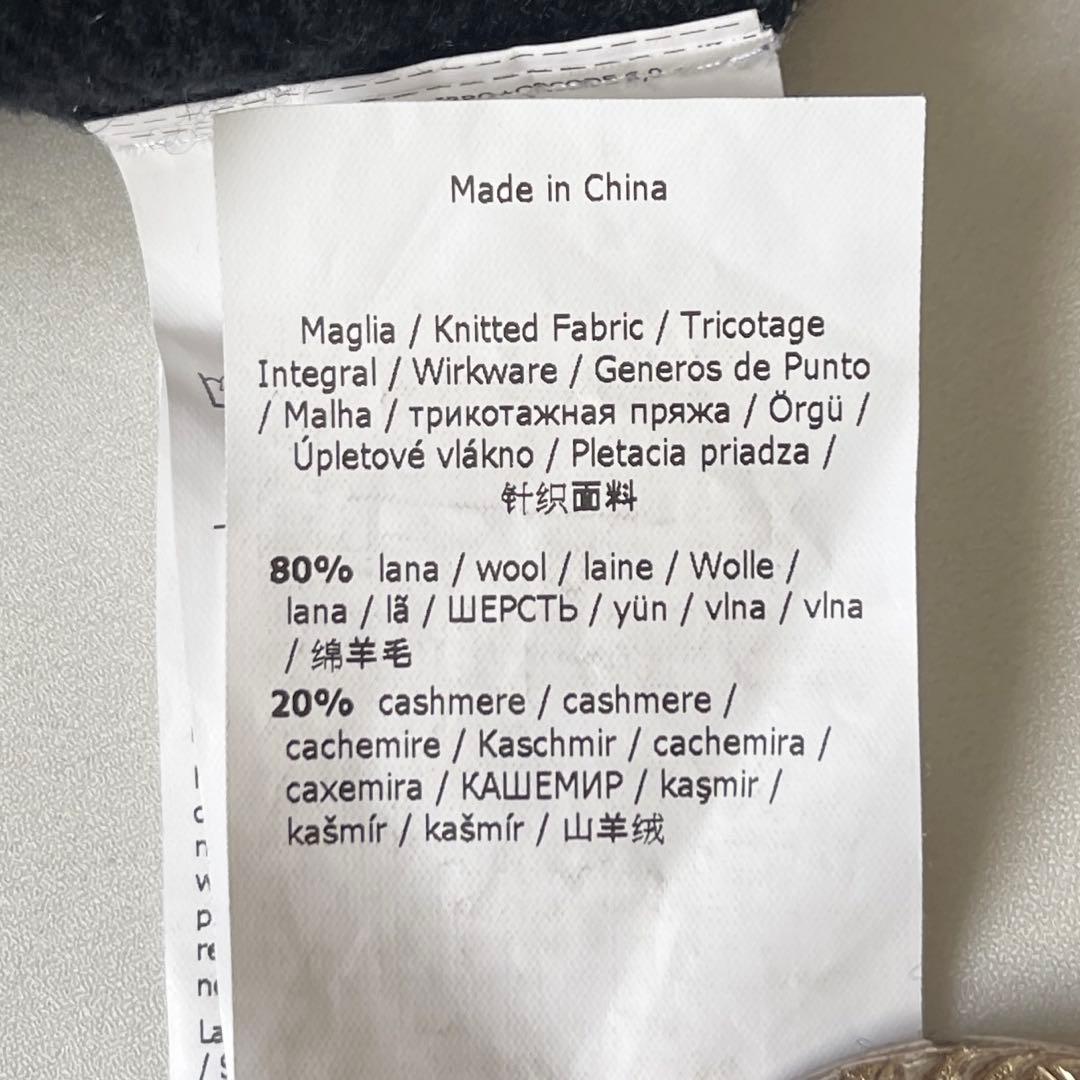 Made in China
Maglia / Knitted Fabric / Tricotage
Integral / Wirkware / Generos de Punto
/ Malha / трикотажная пряжа / Örgü /
Úpletové vlákno / Pletacia priadza /
针织面料
80% lana / wool / laine / Wolle /
lana / lã / ШЕРСТЬ / yün / vlna / vlna
/ 绵羊毛
20% cashmere / cashmere /
cachemire / Kaschmir / cachemira /
caxemira / КАШЕМИР / kaşmir /
kašmír / kašmír / 山羊绒